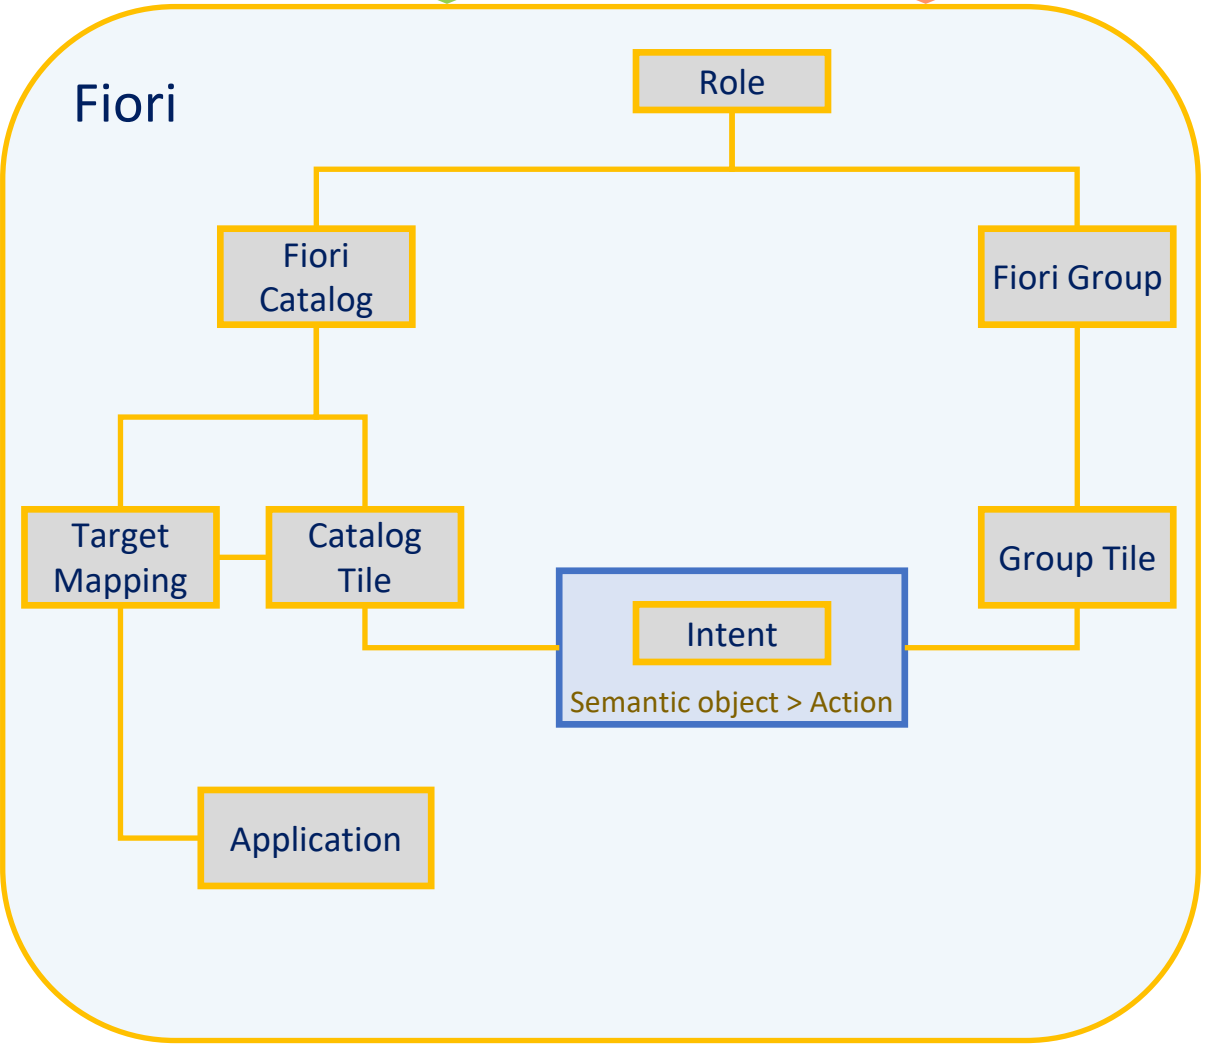 Fiori
Role
Fiori
Catalog
Fiori Group
Target
Mapping
Catalog
Tile
Group Tile
Intent
Semantic object > Action
Application